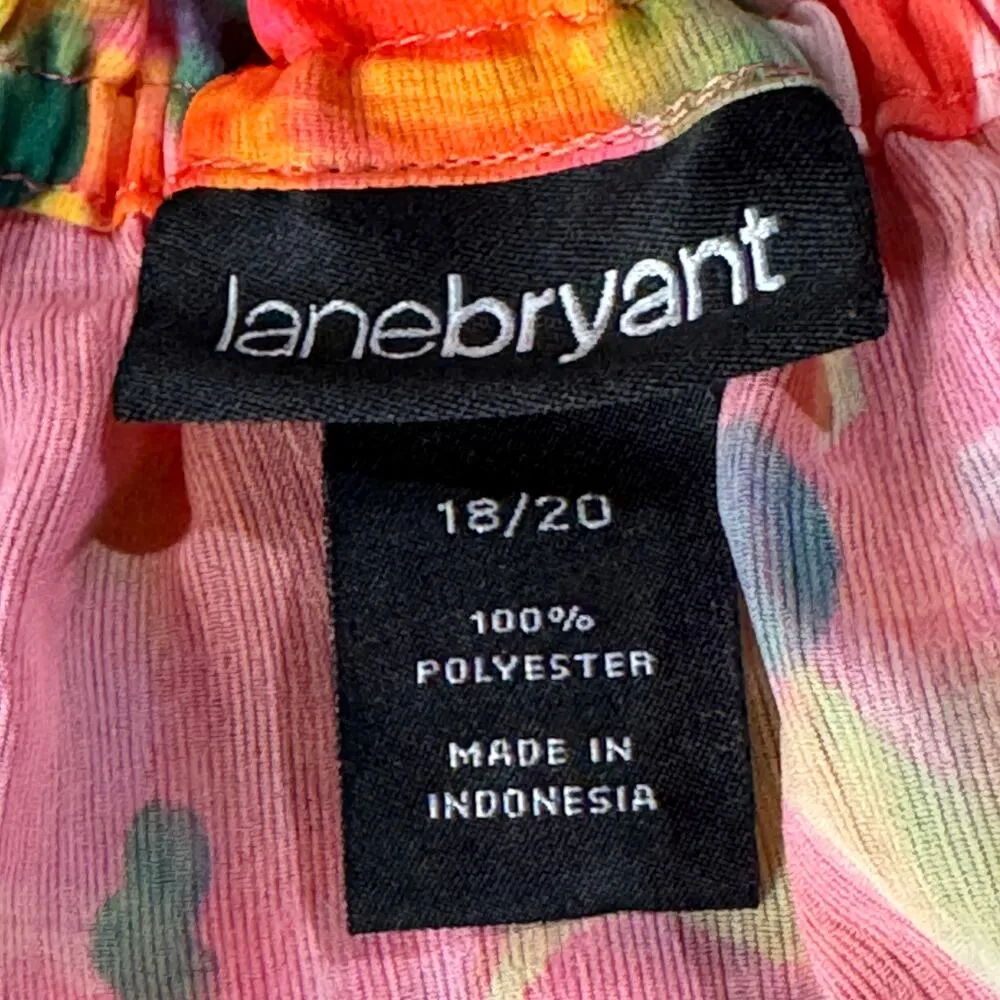 lanebryant
18/20
100%
POLYESTER
MADE IN
INDONESIA